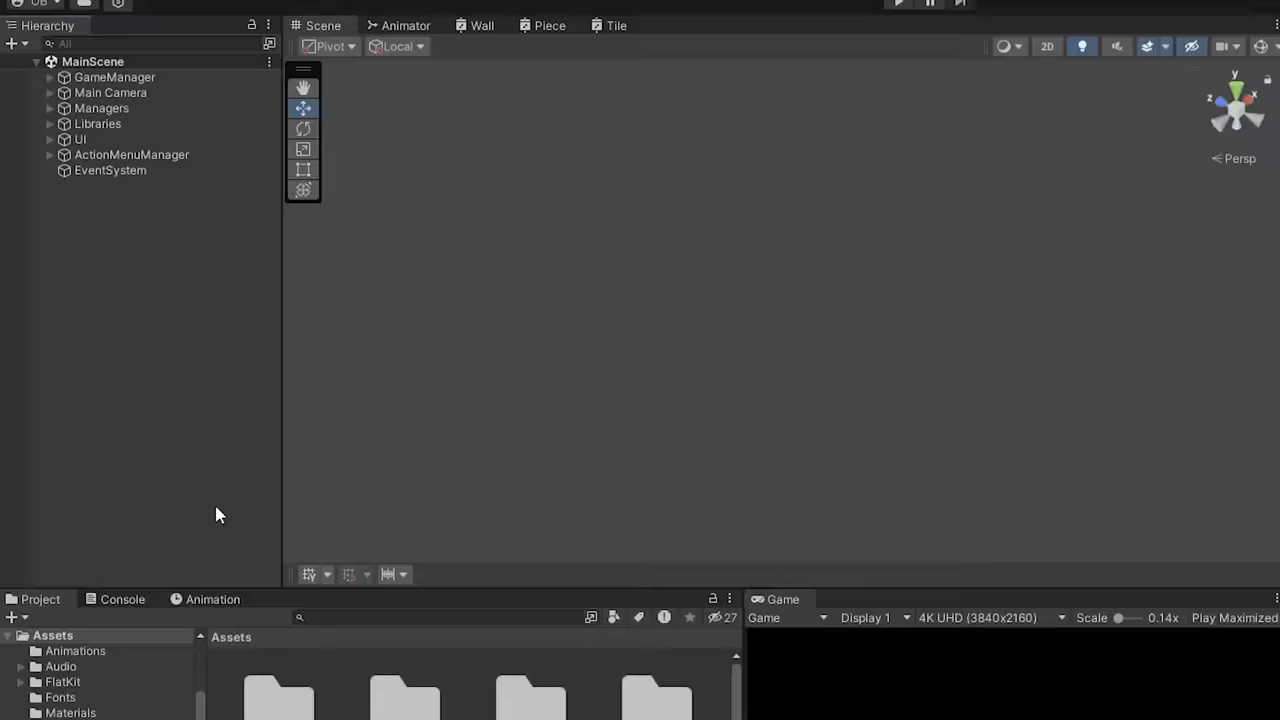 OB
Hierarchy
Scene
Animator
Wall
Piece
Tile
All
Pivot
Local
2D
MainScene
GameManager
Main Camera
Managers
Libraries
UI
ActionMenuManager
EventSystem
y
z
x
Persp
Project
Console
Animation
Game
27
Game
Display 1
4K UHD (3840x2160)
Scale
0.14x
Play Maximized
Assets
Assets
Animations
Audio
FlatKit
Fonts
Materials